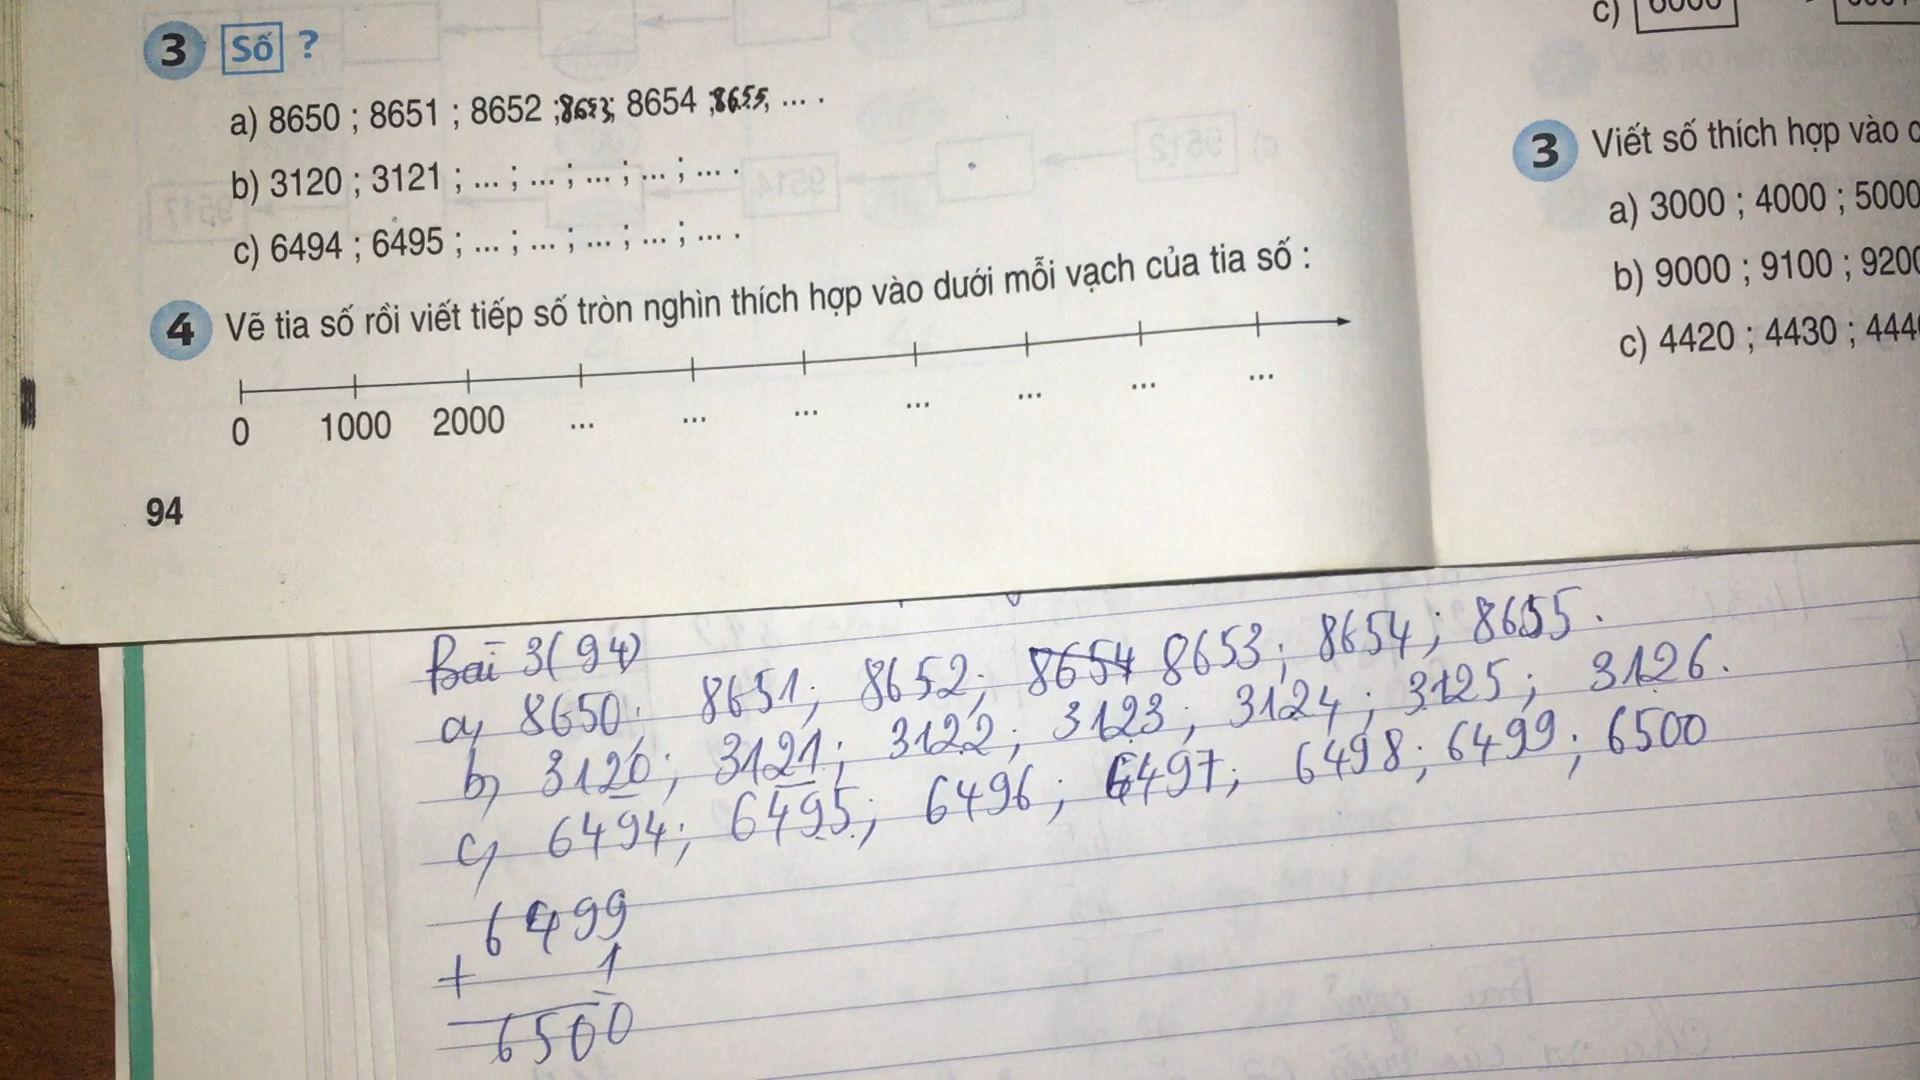 3 Số ?
a) 8650 ; 8651 ; 8652 ; 8653; 8654 ; 8655, ... .
b) 3120 ; 3121 ; ... ; ... ; ... ; ... ; ... .
c) 6494 ; 6495 ; ... ; ... ; ... ; ... ; ... .
4 Vẽ tia số rồi viết tiếp số tròn nghìn thích hợp vào dưới mỗi vạch của tia số :
0 1000 2000 ... ... ... ... ... ... ...
94
c)
3 Viết số thích hợp vào
a) 3000 ; 4000 ; 5000
b) 9000 ; 9100 ; 9200
c) 4420 ; 4430 ; 444
Bài 3(94)
a, 8650; 8651; 8652; 8654 8653; 8654; 8655.
b, 3120; 3121; 3122; 3123; 3124; 3125; 3126.
c, 6494; 6495; 6496; 6497; 6498; 6499; 6500
6499
+ 1
6500